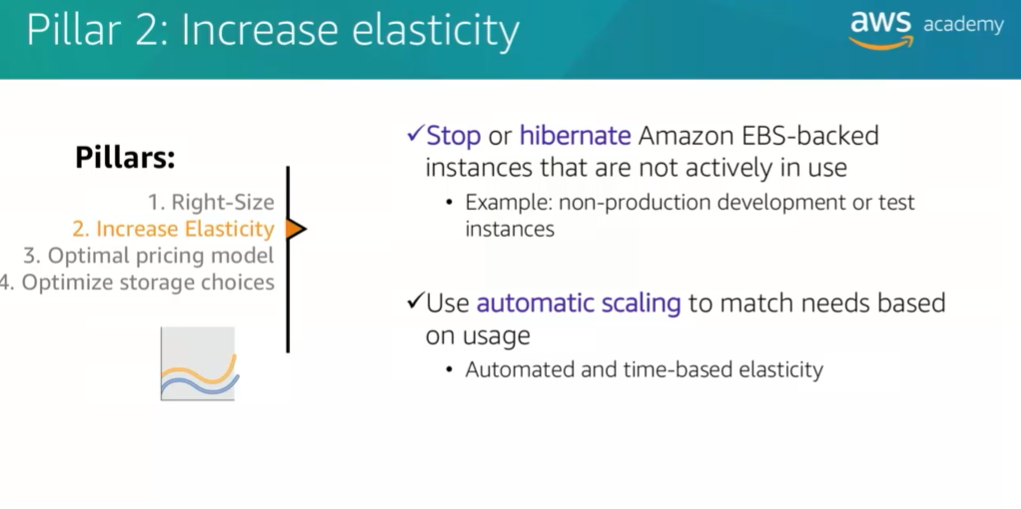 Pillar 2: Increase elasticity
aws academy
Pillars:
1. Right-Size
2. Increase Elasticity
3. Optimal pricing model
4. Optimize storage choices
✓Stop or hibernate Amazon EBS-backed
instances that are not actively in use
• Example: non-production development or test
instances
✓Use automatic scaling to match needs based
on usage
• Automated and time-based elasticity